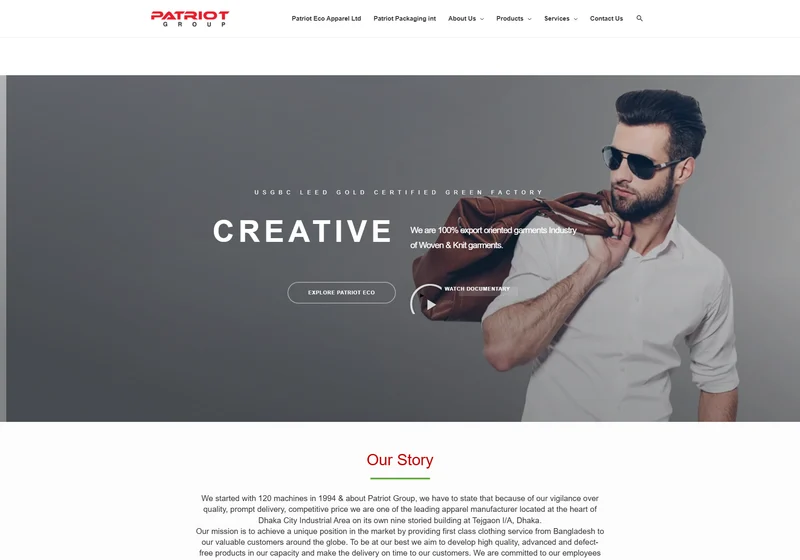 PATRIOT
GROUP
Patriot Eco Apparel Ltd
Patriot Packaging int
About Us
Products
Services
Contact Us
USGBC LEED GOLD CERTIFIED GREEN FACTORY
CREATIVE
We are 100% export oriented garments Industry
of Woven & Knit garments.
EXPLORE PATRIOT ECO
WATCH DOCUMENTARY
Our Story
We started with 120 machines in 1994 & about Patriot Group, we have to state that because of our vigilance over
quality, prompt delivery, competitive price we are one of the leading apparel manufacturer located at the heart of
Dhaka City Industrial Area on its own nine storied building at Tejgaon I/A, Dhaka.
Our mission is to achieve a unique position in the market by providing first class clothing service from Bangladesh to
our valuable customers around the globe. To be at our best we aim to develop high quality, advanced and defect-
free products in our capacity and make the delivery on time to our customers. We are committed to our employees